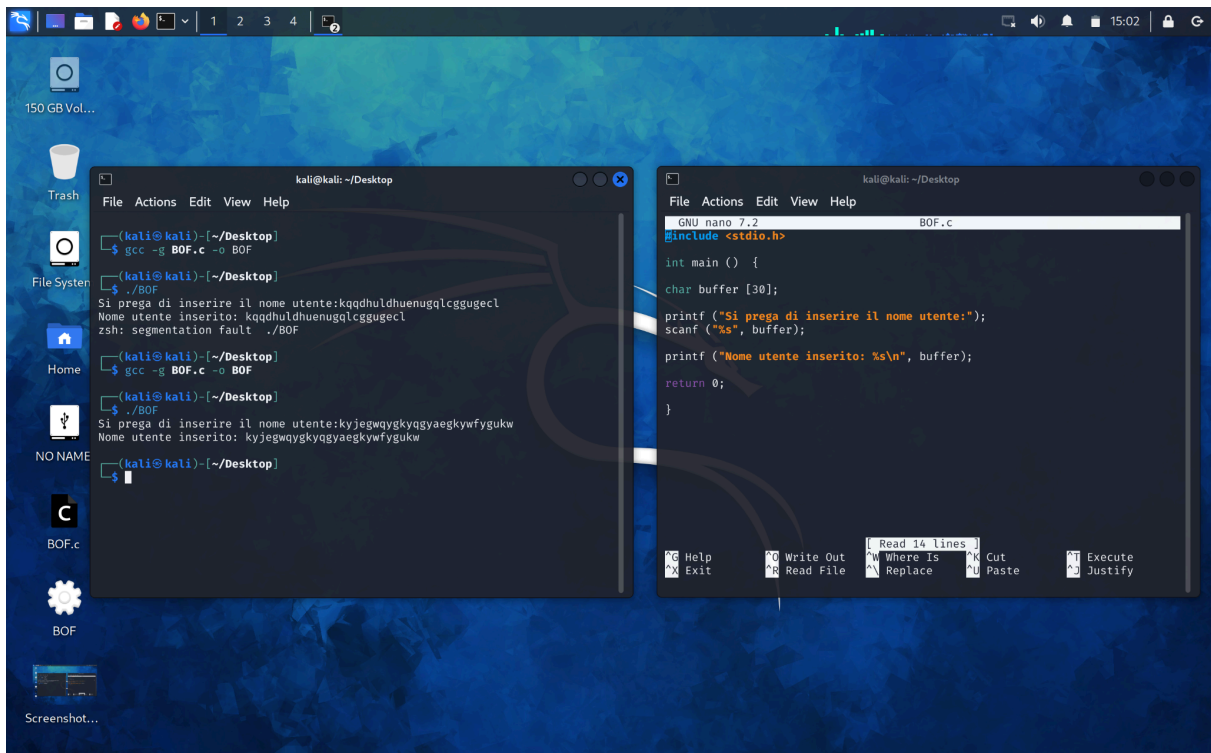 1 2 3 4
2
15:02
150 GB Vol...
Trash
File System
Home
NO NAME
BOF.c
BOF
Screenshot...
kali@kali: ~/Desktop
File Actions Edit View Help
┌──(kali㉿kali)-[~/Desktop]
└─$ gcc -g BOF.c -o BOF
┌──(kali㉿kali)-[~/Desktop]
└─$ ./BOF
Si prega di inserire il nome utente:kqqdhuldhuenugqlcggugecl
Nome utente inserito: kqqdhuldhuenugqlcggugecl
zsh: segmentation fault  ./BOF
┌──(kali㉿kali)-[~/Desktop]
└─$ gcc -g BOF.c -o BOF
┌──(kali㉿kali)-[~/Desktop]
└─$ ./BOF
Si prega di inserire il nome utente:kyjegwqygkyqgyaegkywfygukw
Nome utente inserito: kyjegwqygkyqgyaegkywfygukw
┌──(kali㉿kali)-[~/Desktop]
└─$
kali@kali: ~/Desktop
File Actions Edit View Help
GNU nano 7.2 BOF.c
#include <stdio.h>
int main ()  {
char buffer [30];
printf ("Si prega di inserire il nome utente:");
scanf ("%s", buffer);
printf ("Nome utente inserito: %s\n", buffer);
return 0;
}
[ Read 14 lines ]
^G Help ^O Write Out ^W Where Is ^K Cut ^T Execute
^X Exit ^R Read File ^\ Replace ^U Paste ^J Justify